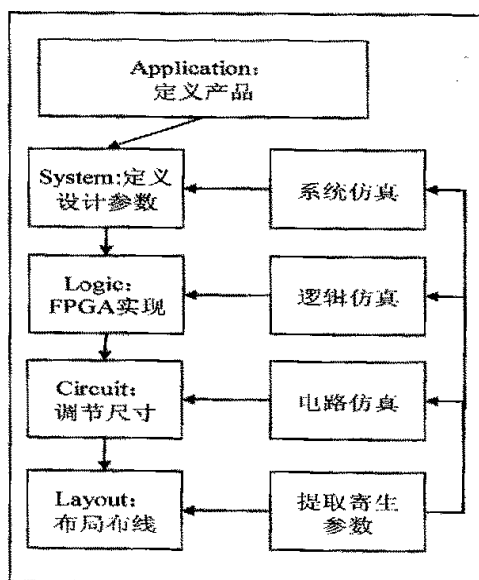 Application:
定义产品
System:定义
设计参数
系统仿真
Logic:
FPGA实现
逻辑仿真
Circuit:
调节尺寸
电路仿真
Layout:
布局布线
提取寄生
参数